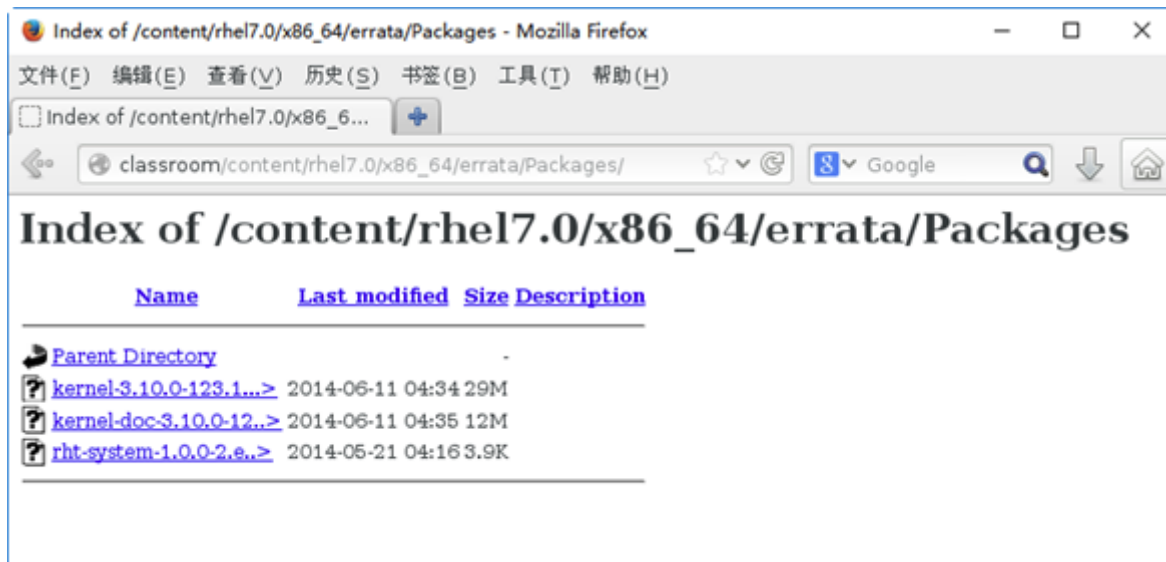 Index of /content/rhel7.0/x86_64/errata/Packages - Mozilla Firefox
文件(F) 编辑(E) 查看(V) 历史(S) 书签(B) 工具(T) 帮助(H)
Index of /content/rhel7.0/x86_6...
classroom/content/rhel7.0/x86_64/errata/Packages/ Google
Index of /content/rhel7.0/x86_64/errata/Packages
Name Last modified Size Description
Parent Directory -
kernel-3.10.0-123.1...> 2014-06-11 04:34 29M
kernel-doc-3.10.0-12..> 2014-06-11 04:35 12M
rht-system-1.0.0-2.e..> 2014-05-21 04:16 3.9K